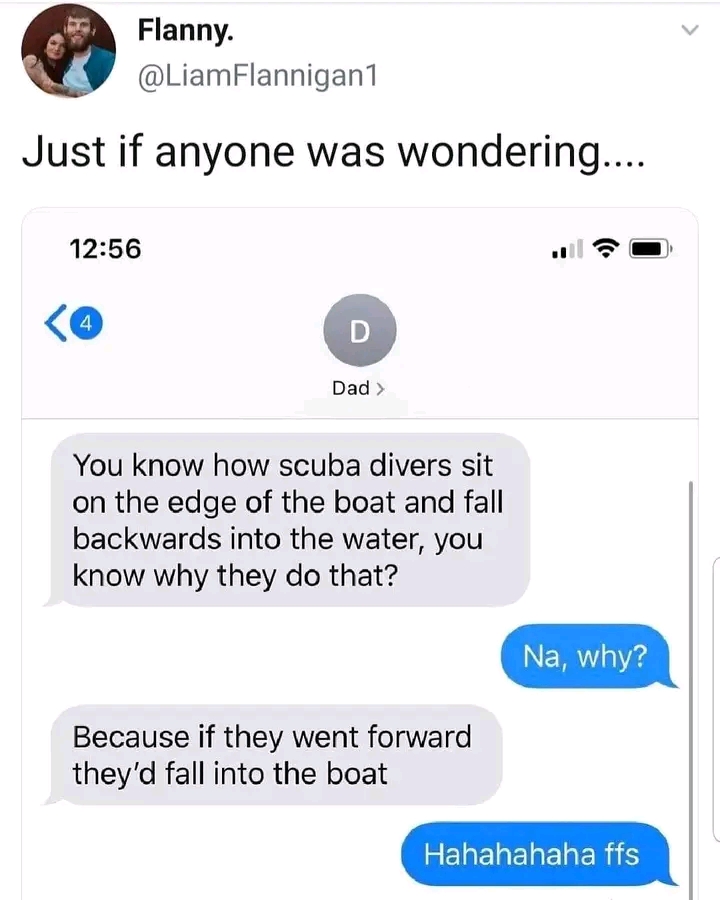 Flanny.
@LiamFlannigan1
Just if anyone was wondering....
12:56
4
D
Dad >
You know how scuba divers sit
on the edge of the boat and fall
backwards into the water, you
know why they do that?
Na, why?
Because if they went forward
they'd fall into the boat
Hahahahaha ffs